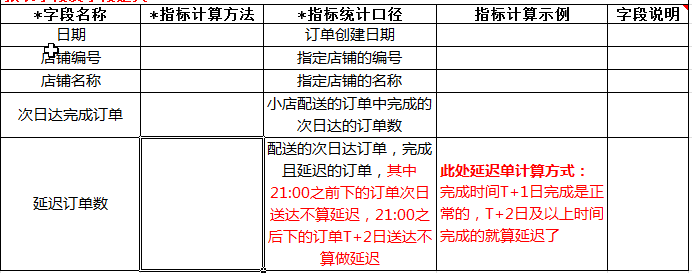 *字段名称 *指标计算方法 *指标统计口径 指标计算示例 字段说明
日期 订单创建日期
店铺编号 指定店铺的编号
店铺名称 指定店铺的名称
次日达完成订单
小店配送的订单中完成的
次日达的订单数
延迟订单数
配送的次日达订单，完成
且延迟的订单，其中
21:00之前下的订单次日
送达不算延迟，21:00之
后下的订单T+2日送达不
算做延迟
此处延迟单计算方式：
完成时间T+1日完成是正
常的，T+2日及以上时间
完成的就算延迟了